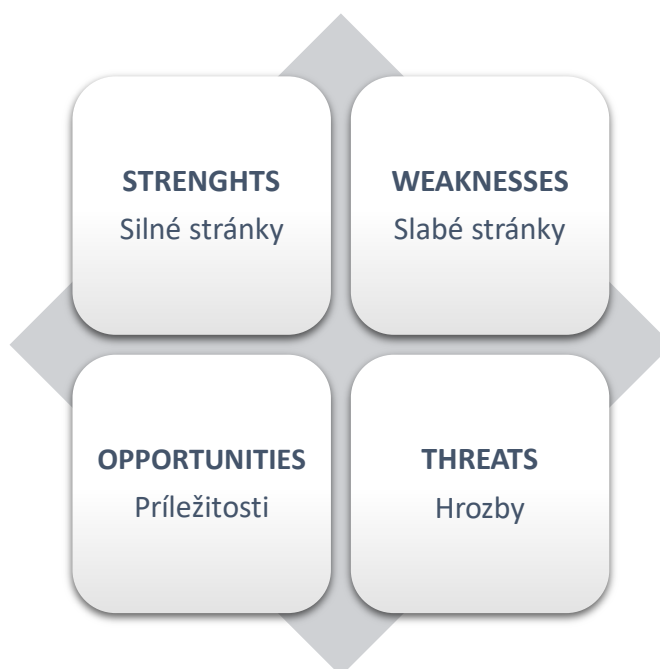 STRENGHTS
Silné stránky
WEAKNESSES
Slabé stránky
OPPORTUNITIES
Príležitosti
THREATS
Hrozby